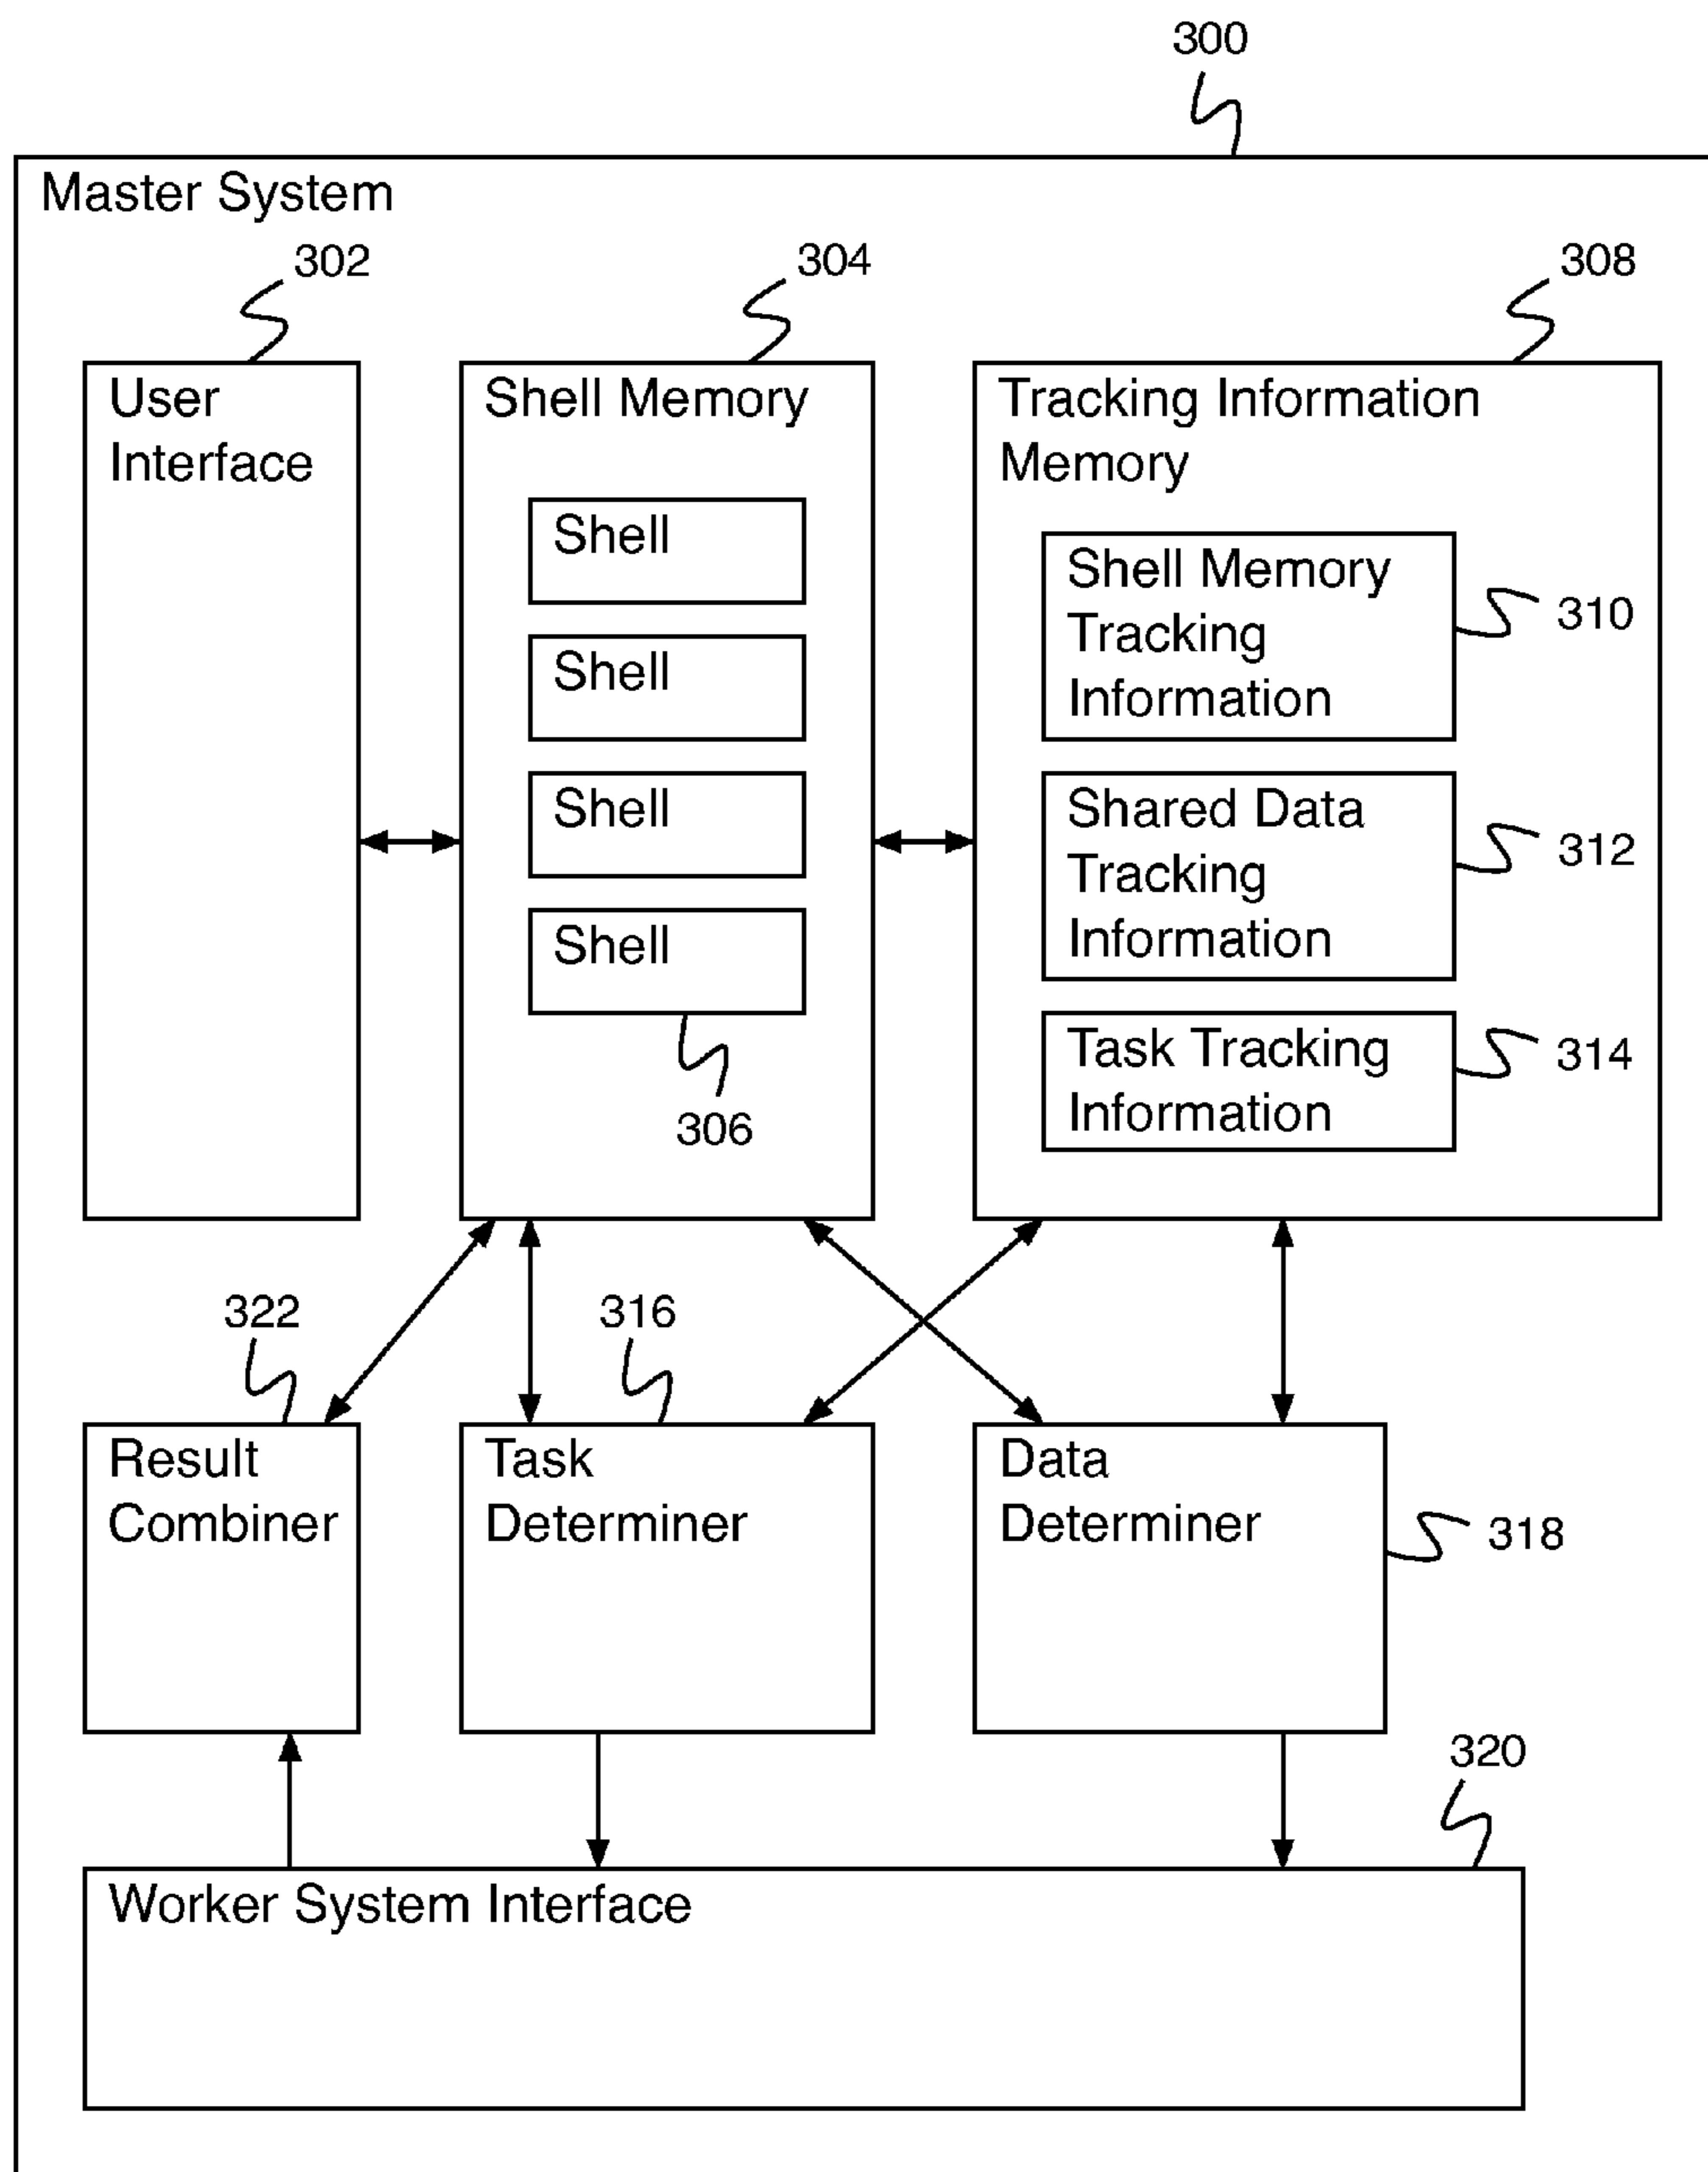 300
Master System
302
304
308
User
Interface
Shell Memory
Shell
Shell
Shell
Shell
306
Tracking Information
Memory
Shell Memory
Tracking
Information
310
Shared Data
Tracking
Information
312
Task Tracking
Information
314
322
316
Result
Combiner
Task
Determiner
Data
Determiner
318
320
Worker System Interface